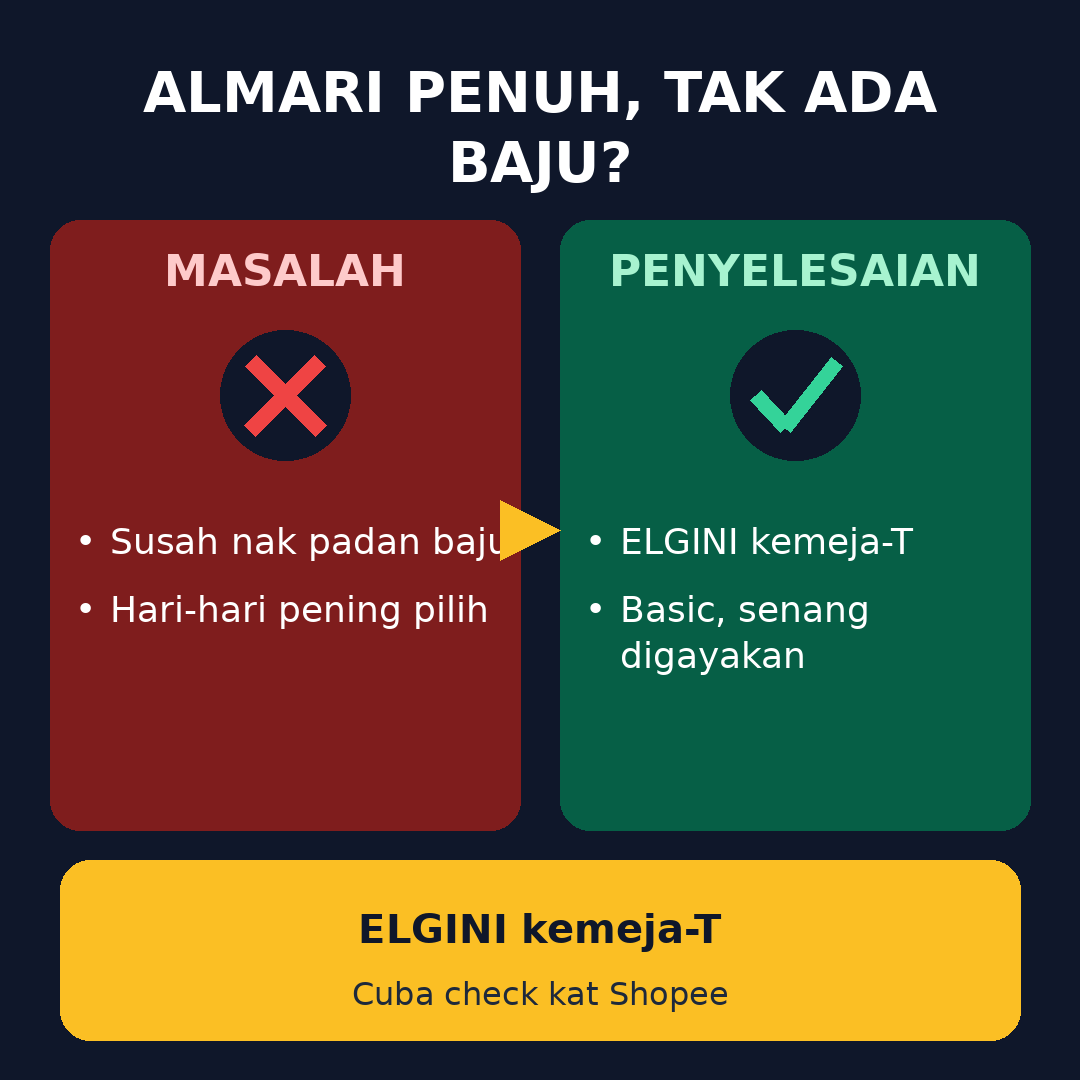 ALMARI PENUH, TAK ADA
BAJU?
MASALAH
• Susah nak padan baju
• Hari-hari pening pilih
PENYELESAIAN
• ELGINI kemeja-T
• Basic, senang
digayakan
ELGINI kemeja-T
Cuba check kat Shopee